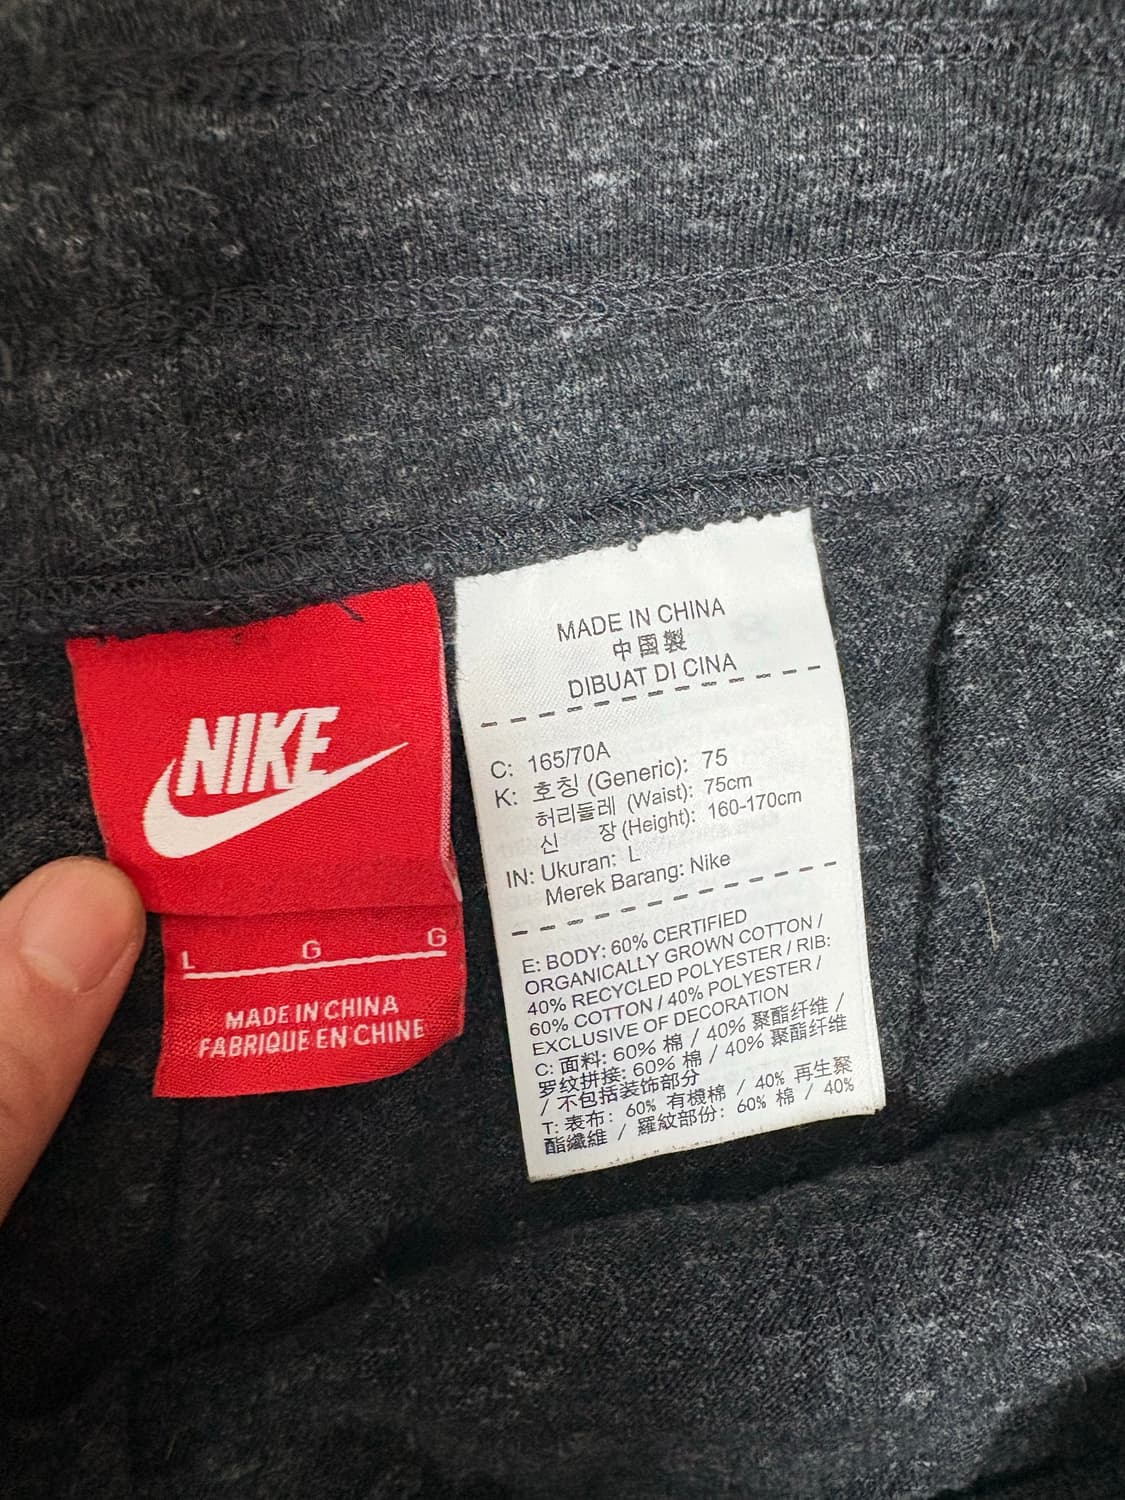 NIKE
L G G
MADE IN CHINA
FABRIQUE EN CHINE
MADE IN CHINA
中國製
DIBUAT DI CINA
C: 165/70A
K: 호칭 (Generic): 75
허리둘레 (Waist): 75cm
신 장 (Height): 160-170cm
IN: Ukuran: L
Merek Barang: Nike
E: BODY: 60% CERTIFIED
ORGANICALLY GROWN COTTON /
40% RECYCLED POLYESTER / RIB:
60% COTTON / 40% POLYESTER /
EXCLUSIVE OF DECORATION
C: 面料: 60% 棉 / 40% 聚酯纤维 /
罗纹拼接: 60% 棉 / 40% 聚酯纤维
/ 不包括装饰部分
T: 表布: 60% 有機棉 / 40% 再生聚
酯纖維 / 羅紋部份: 60% 棉 / 40%